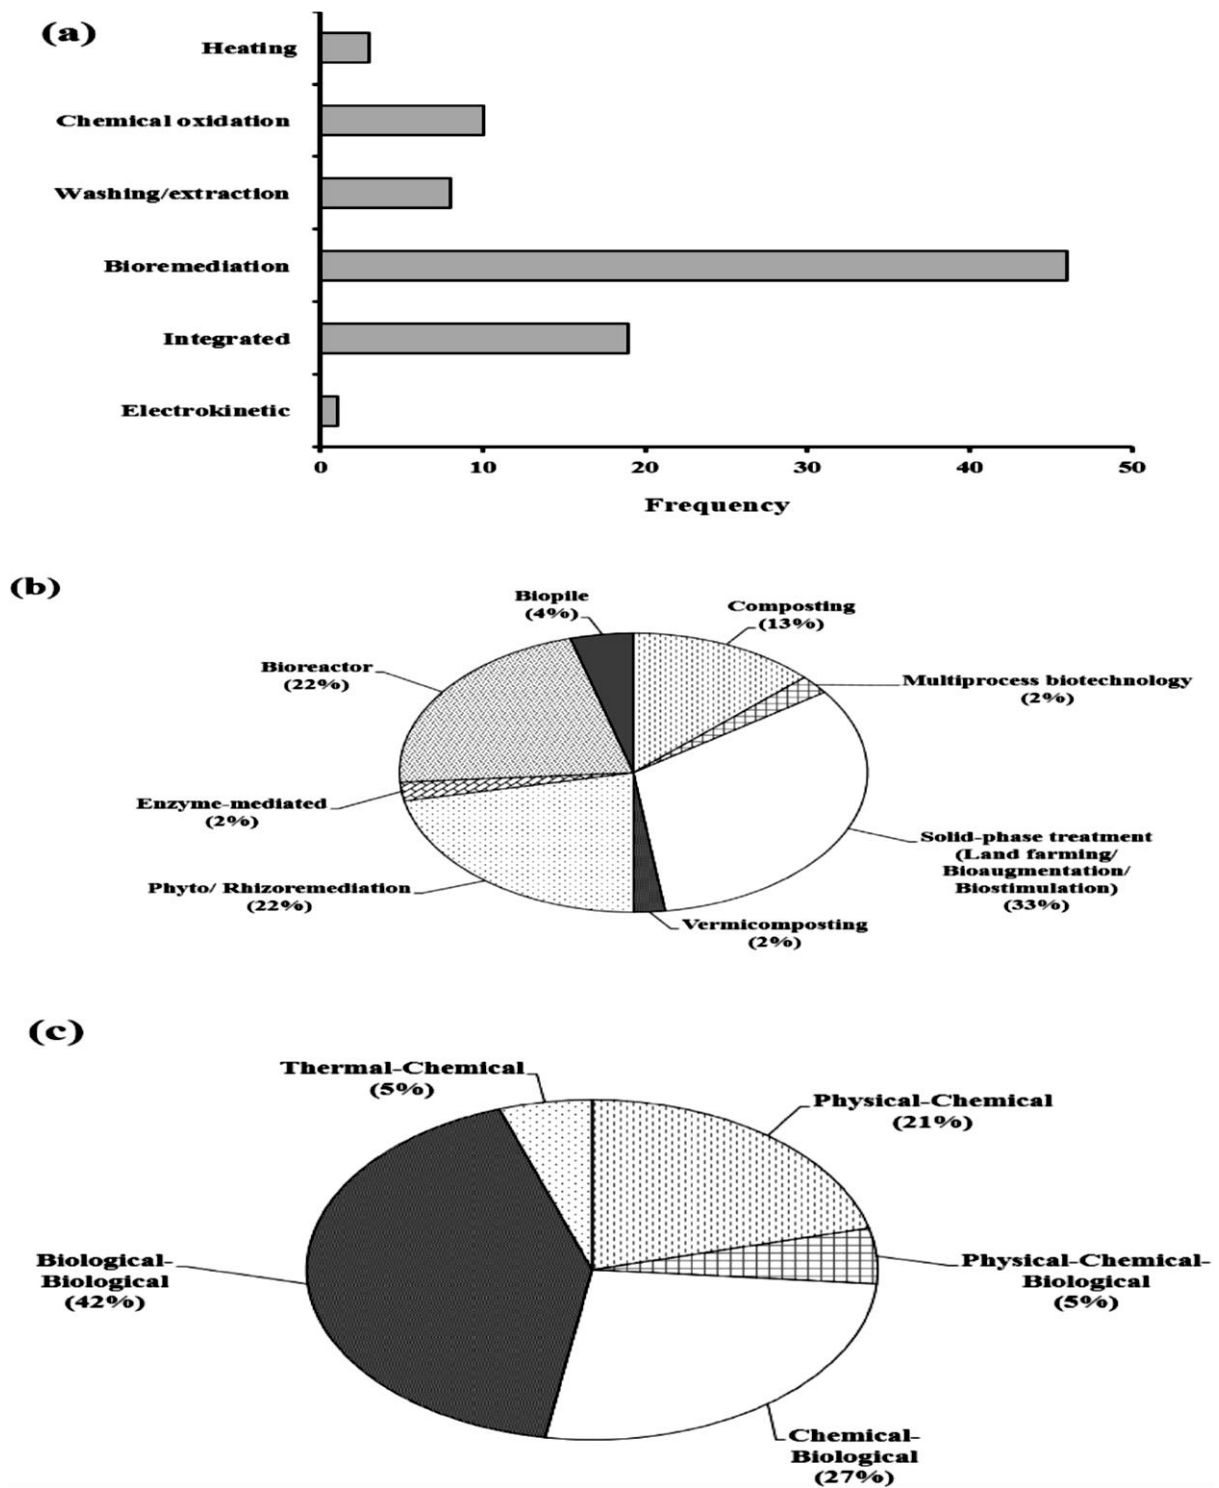 (a)
Heating
Chemical oxidation
Washing/extraction
Bioremediation
Integrated
Electrokinetic
0 10 20 30 40 50
Frequency
(b)
Biopile
(4%)
Composting
(13%)
Bioreactor
(22%)
Multiprocess biotechnology
(2%)
Enzyme-mediated
(2%)
Solid-phase treatment
(Land farming/
Bioaugmentation/
Biostimulation)
(33%)
Phyto/ Rhizoremediation
(22%)
Vermicomposting
(2%)
(c)
Thermal-Chemical
(5%)
Physical-Chemical
(21%)
Biological-
Biological
(42%)
Physical-Chemical-
Biological
(5%)
Chemical-
Biological
(27%)